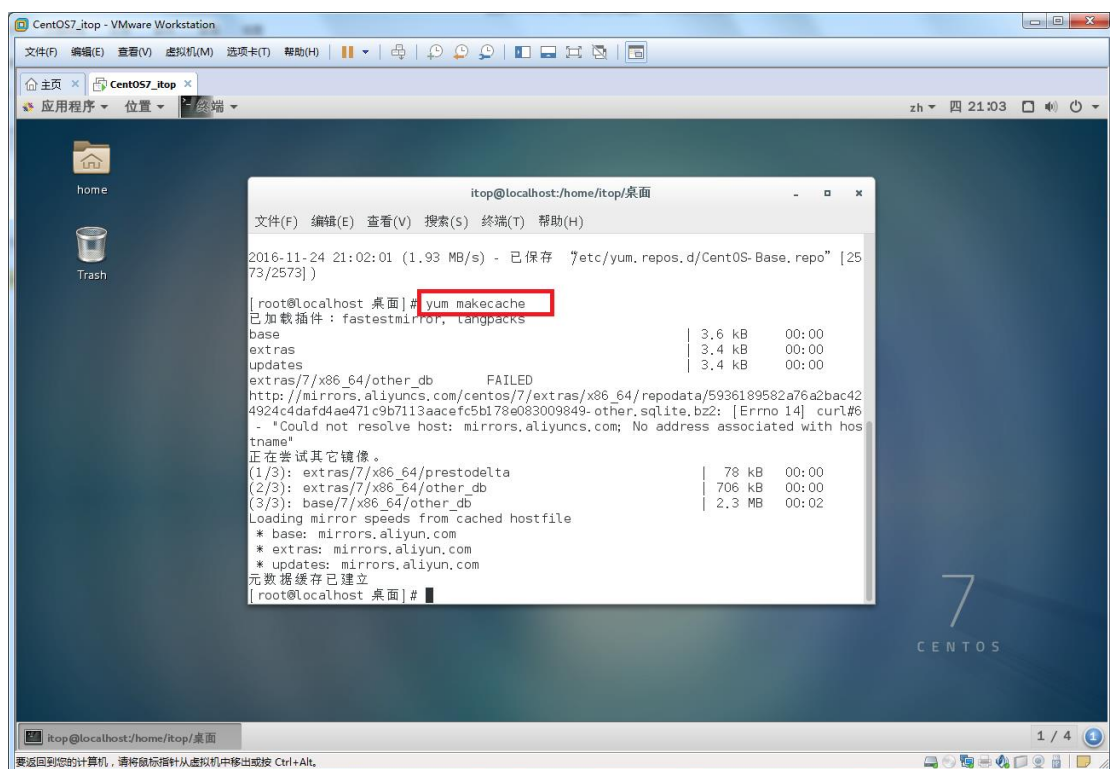 CentOS7_itop - VMware Workstation
文件(F) 编辑(E) 查看(V) 虚拟机(M) 选项卡(T) 帮助(H)
主页 CentOS7_itop
应用程序 位置 终端 zh 四 21:03
home
Trash
itop@localhost:/home/itop/桌面
文件(F) 编辑(E) 查看(V) 搜索(S) 终端(T) 帮助(H)
2016-11-24 21:02:01 (1.93 MB/s) - 已保存 “/etc/yum.repos.d/CentOS-Base.repo” [25
73/2573])
[root@localhost 桌面]# yum makecache
已加载插件：fastestmirror, langpacks
base | 3.6 kB 00:00
extras | 3.4 kB 00:00
updates | 3.4 kB 00:00
extras/7/x86_64/other_db FAILED
http://mirrors.aliyuncs.com/centos/7/extras/x86_64/repodata/5936189582a76a2bac42
4924c4dafd4ae471c9b7113aacefc5b178e083009849-other.sqlite.bz2: [Errno 14] curl#6
- "Could not resolve host: mirrors.aliyuncs.com; No address associated with hos
tname"
正在尝试其它镜像。
(1/3): extras/7/x86_64/prestodelta | 78 kB 00:00
(2/3): extras/7/x86_64/other_db | 706 kB 00:00
(3/3): base/7/x86_64/other_db | 2.3 MB 00:02
Loading mirror speeds from cached hostfile
* base: mirrors.aliyun.com
* extras: mirrors.aliyun.com
* updates: mirrors.aliyun.com
元数据缓存已建立
[root@localhost 桌面]#
7
CENTOS
itop@localhost:/home/itop/桌面 1 / 4 1
要返回到您的计算机，请将鼠标指针从虚拟机中移出或按 Ctrl+Alt。